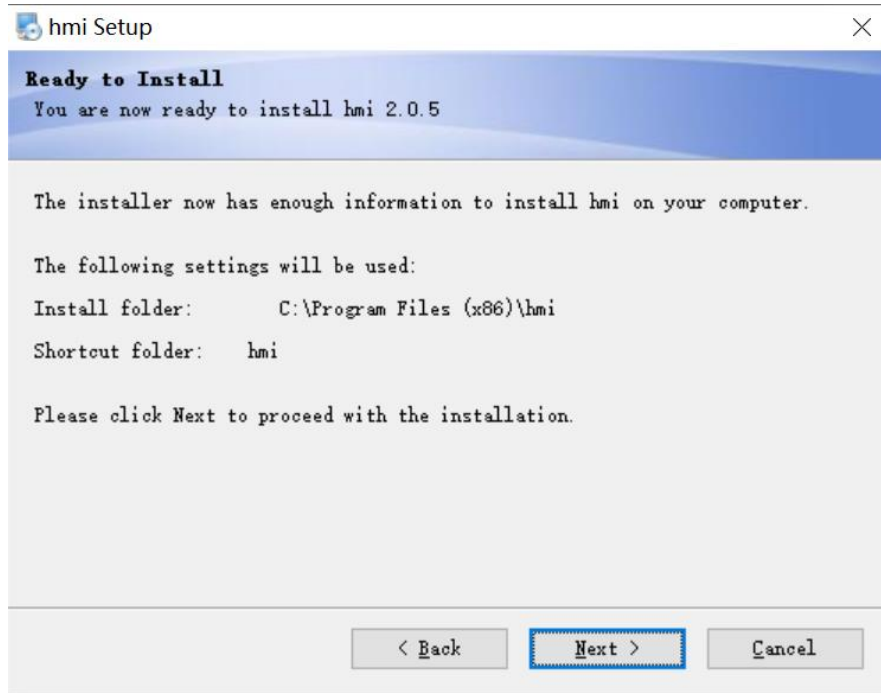 hmi Setup
Ready to Install
You are now ready to install hmi 2.0.5
The installer now has enough information to install hmi on your computer.
The following settings will be used:
Install folder: C:\Program Files (x86)\hmi
Shortcut folder: hmi
Please click Next to proceed with the installation.
< Back
Next >
Cancel